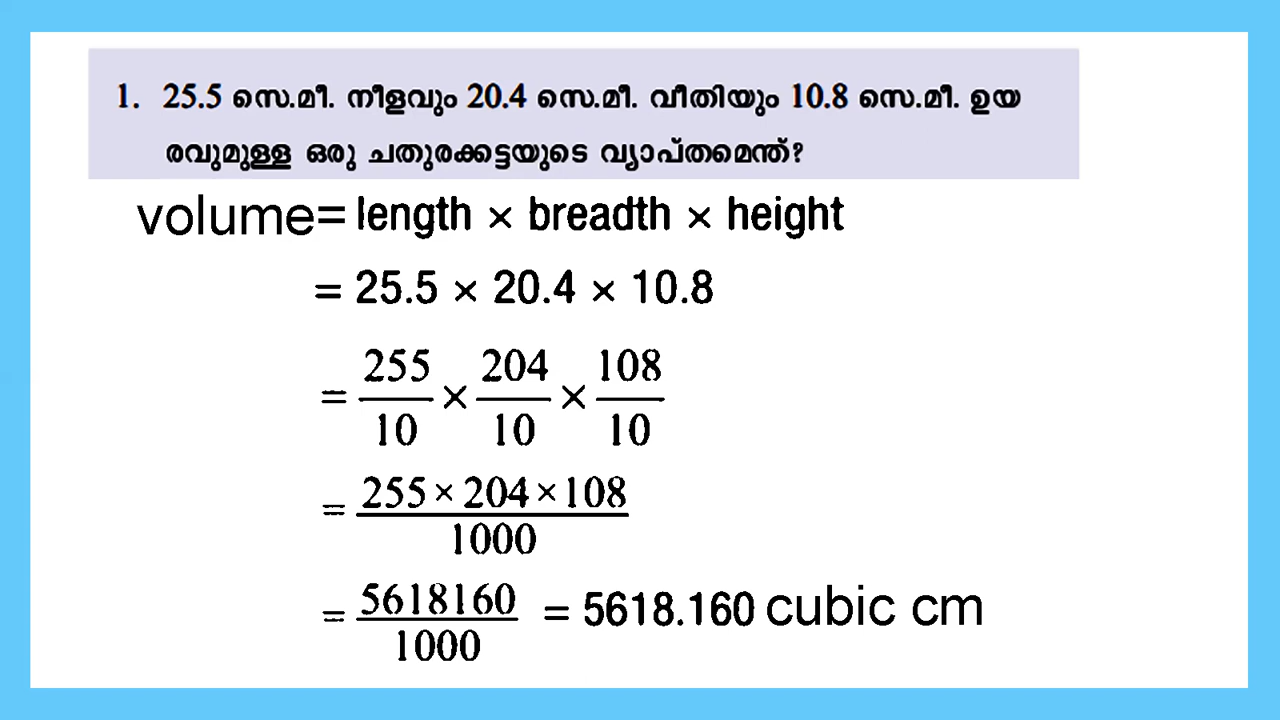 1. 25.5 സെ.മീ. നീളവും 20.4 സെ.മീ. വീതിയും 10.8 സെ.മീ. ഉയ
രവുമുള്ള ഒരു ചതുരക്കട്ടയുടെ വ്യാപ്തമെന്ത്?
volume= length × breadth × height
= 25.5 × 20.4 × 10.8
= 255/10 × 204/10 × 108/10
= 255 × 204 × 108/1000
= 5618160/1000 = 5618.160 cubic cm